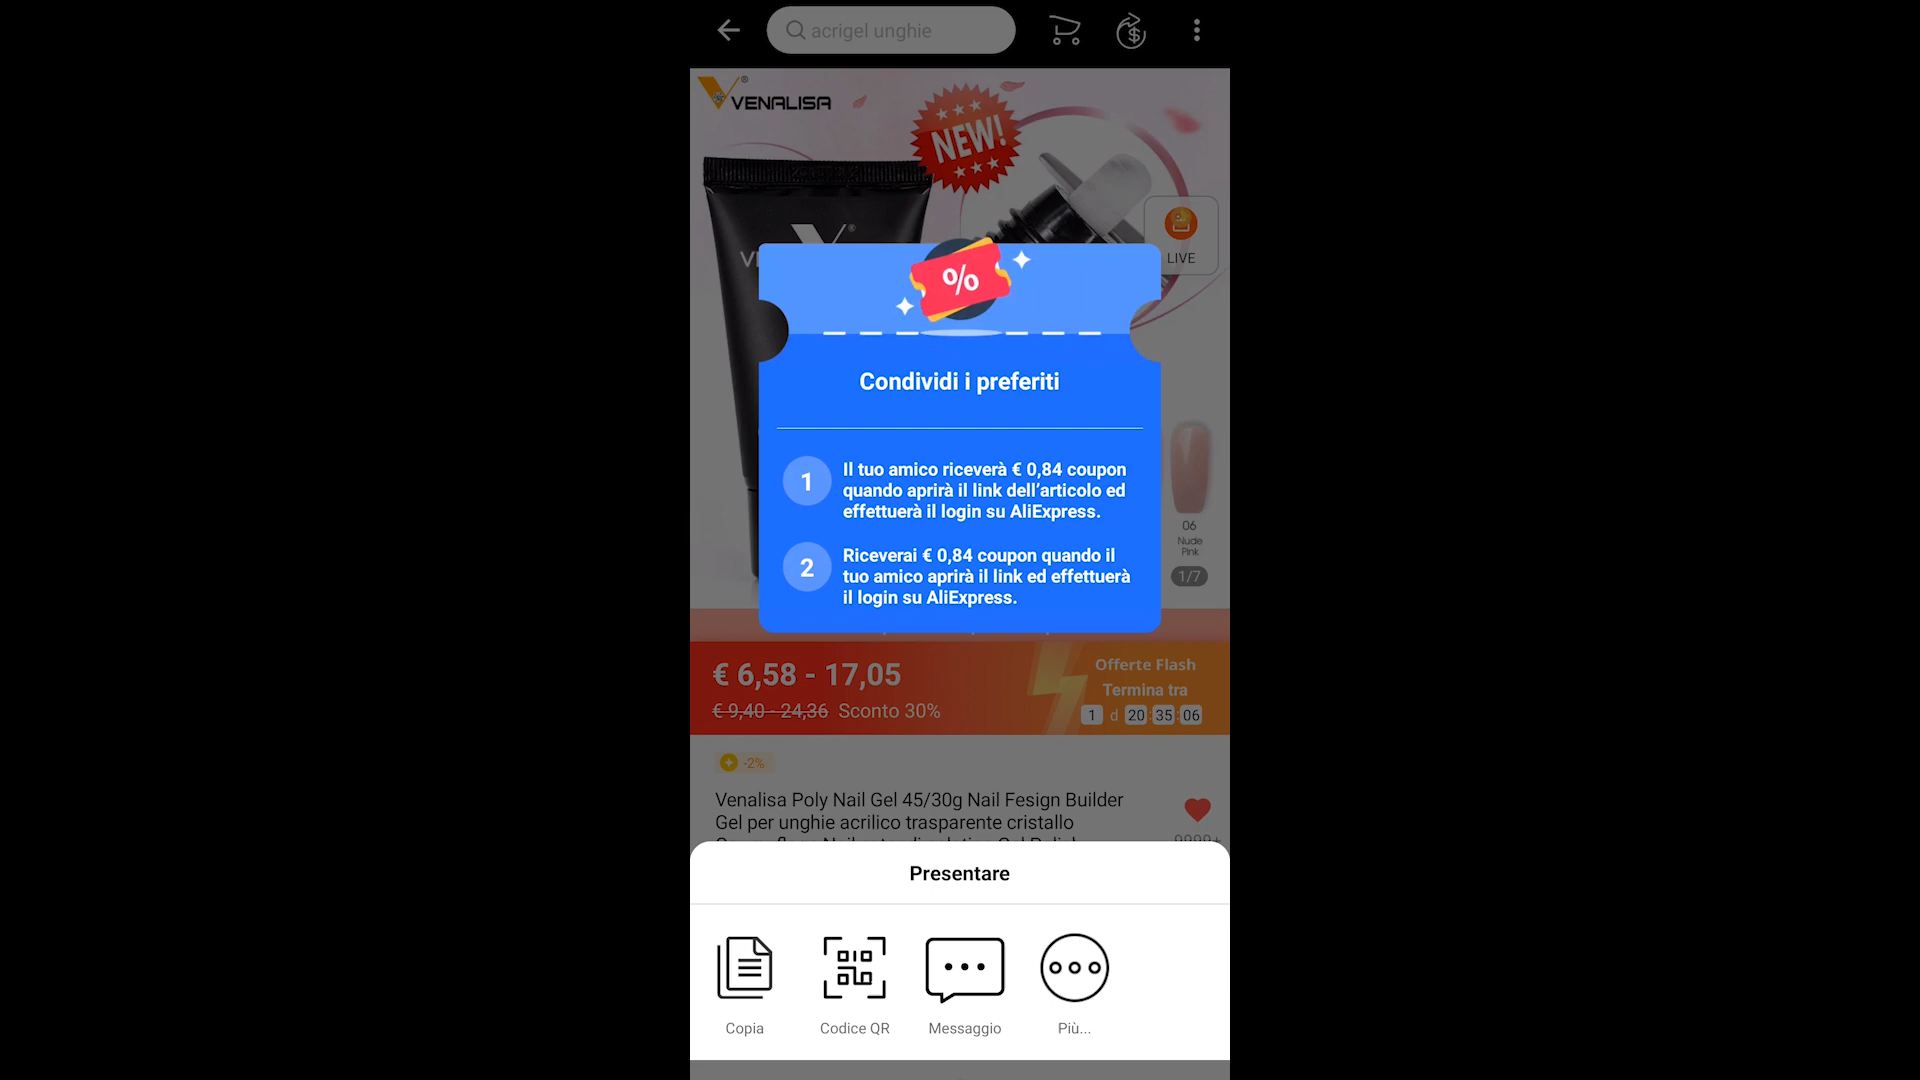 acrigel unghie
VENALISA
NEW!
LIVE
%
Condividi i preferiti
1
Il tuo amico riceverà € 0,84 coupon
quando aprirà il link dell’articolo ed
effettuerà il login su AliExpress.
2
Riceverai € 0,84 coupon quando il
tuo amico aprirà il link ed effettuerà
il login su AliExpress.
06
Nude
Pink
1/7
€ 6,58 - 17,05
€ 9,40 - 24,36 Sconto 30%
Offerte Flash
Termina tra
1 d 20:35:06
-2%
Venalisa Poly Nail Gel 45/30g Nail Fesign Builder
Gel per unghie acrilico trasparente cristallo
Presentare
Copia
Codice QR
Messaggio
Più...